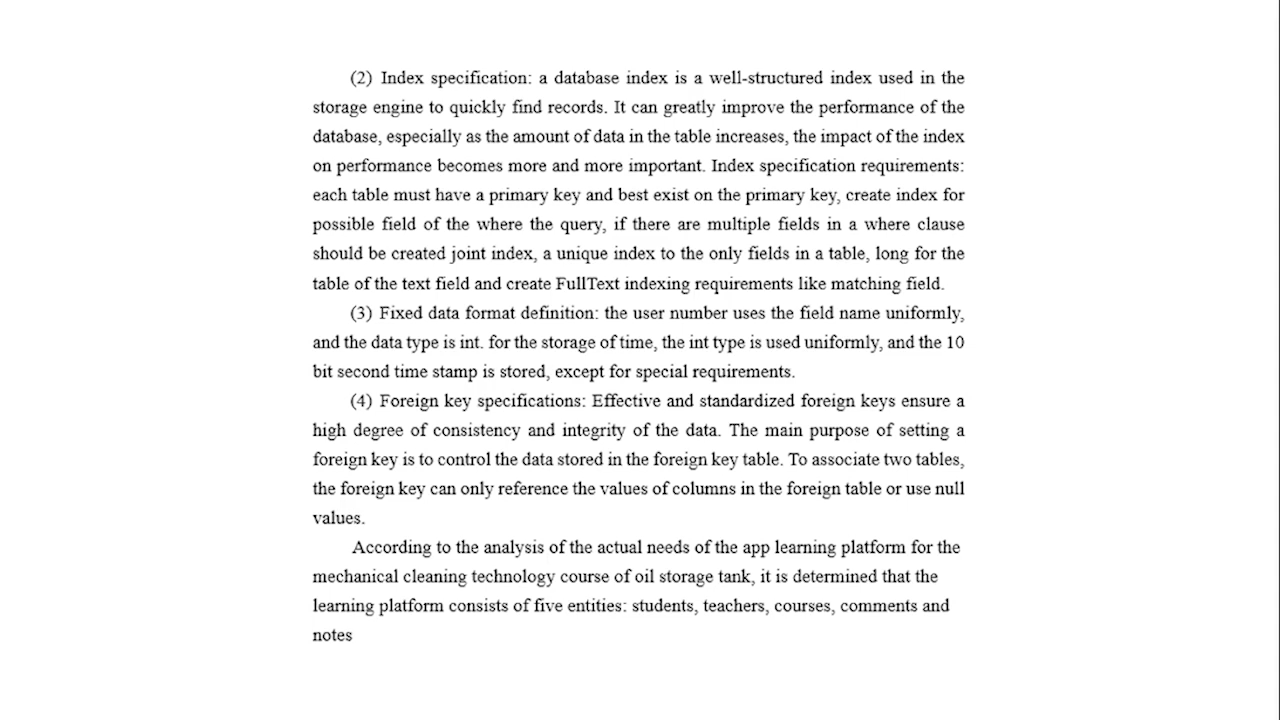 (2) Index specification: a database index is a well-structured index used in the
storage engine to quickly find records. It can greatly improve the performance of the
database, especially as the amount of data in the table increases, the impact of the index
on performance becomes more and more important. Index specification requirements:
each table must have a primary key and best exist on the primary key, create index for
possible field of the where the query, if there are multiple fields in a where clause
should be created joint index, a unique index to the only fields in a table, long for the
table of the text field and create FullText indexing requirements like matching field.
(3) Fixed data format definition: the user number uses the field name uniformly,
and the data type is int. for the storage of time, the int type is used uniformly, and the 10
bit second time stamp is stored, except for special requirements.
(4) Foreign key specifications: Effective and standardized foreign keys ensure a
high degree of consistency and integrity of the data. The main purpose of setting a
foreign key is to control the data stored in the foreign key table. To associate two tables,
the foreign key can only reference the values of columns in the foreign table or use null
values.
According to the analysis of the actual needs of the app learning platform for the
mechanical cleaning technology course of oil storage tank, it is determined that the
learning platform consists of five entities: students, teachers, courses, comments and
notes